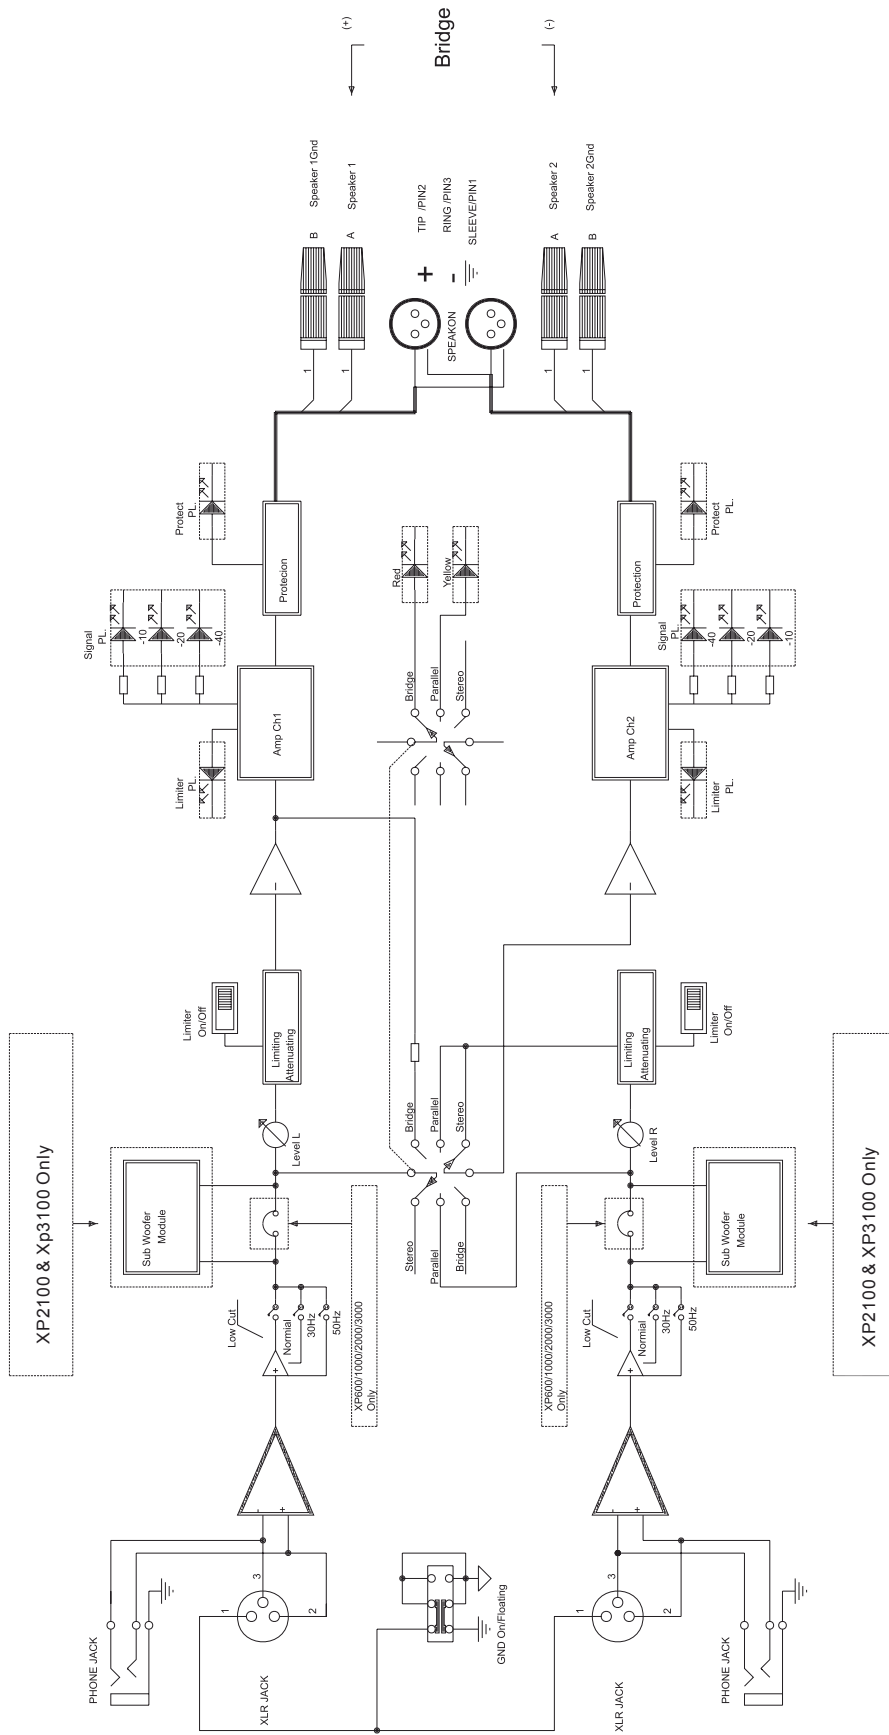 XP2100 & Xp3100 Only
PHONE JACK
XLR JACK
1
3
2
-
+
Low Cut
+
Normial
30Hz
50Hz
Sub Woofer
Module
XP600/1000/2000/3000
Only
Level L
Limiter
On/Off
Limiting
Attenuating
Limiter
PL.
Amp Ch1
Signal
PL.
-10
-20
-40
Protect
PL.
Protecion
1
1
B
Speaker 1Gnd
A
Speaker 1
(+)
Bridge
(-)
GND On/Floating
Stereo
Parallel
Bridge
Bridge
Parallel
Stereo
Bridge
Parallel
Stereo
Red
Yellow
SPEAKON
+
TIP /PIN2
-
RING /PIN3
SLEEVE/PIN1
PHONE JACK
XLR JACK
1
3
2
-
+
Low Cut
+
Normial
30Hz
50Hz
XP600/1000/2000/3000
Only
Sub Woofer
Module
Level R
Limiting
Attenuating
Limiter
On/Off
Amp Ch2
Limiter
PL.
Signal
PL.
-40
-20
-10
Protection
Protect
PL.
1
1
A
Speaker 2
B
Speaker 2Gnd
XP2100 & XP3100 Only